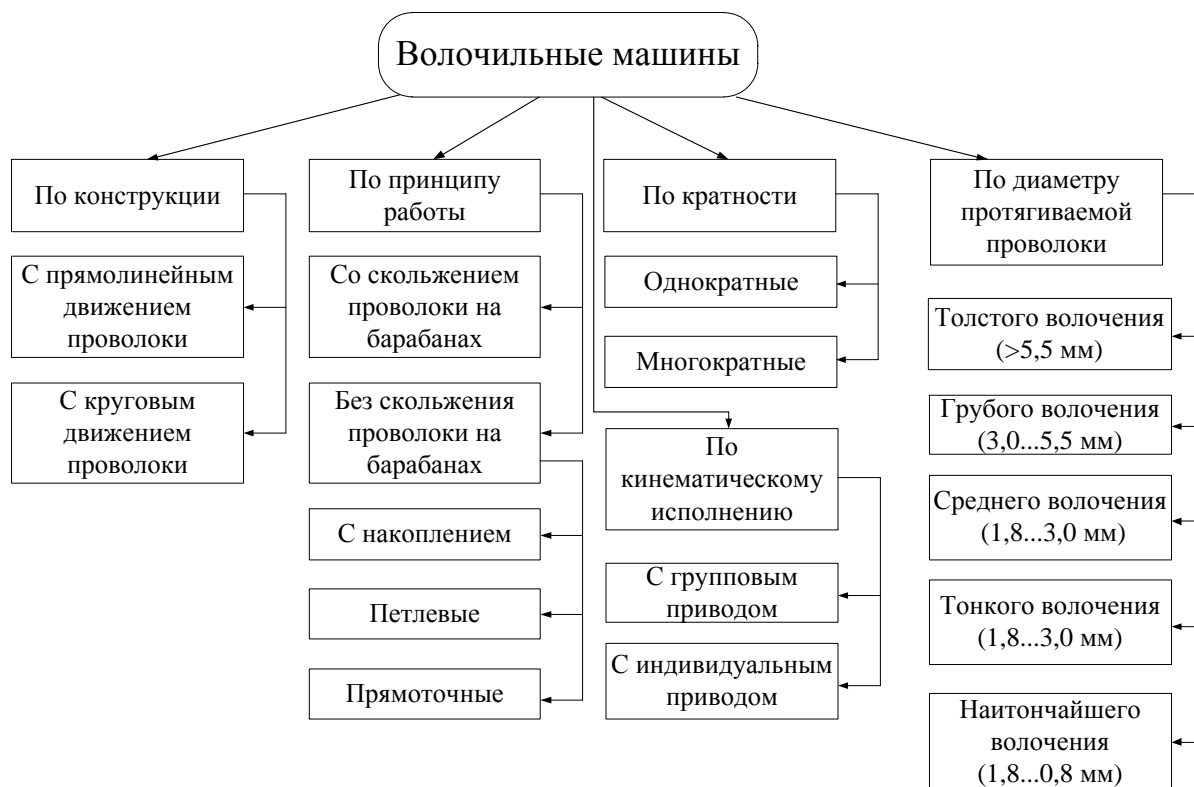 Волочильные машины
По конструкции
С прямолинейным
движением
проволоки
С круговым
движением
проволоки
По принципу
работы
Со скольжением
проволоки на
барабанах
Без скольжения
проволоки на
барабанах
С накоплением
Петлевые
Прямоточные
По кратности
Однократные
Многократные
По
кинематическому
исполнению
С групповым
приводом
С индивидуальным
приводом
По диаметру
протягиваемой
проволоки
Толстого волочения
(>5,5 мм)
Грубого волочения
(3,0...5,5 мм)
Среднего волочения
(1,8...3,0 мм)
Тонкого волочения
(1,8...3,0 мм)
Наитончайшего
волочения
(1,8...0,8 мм)